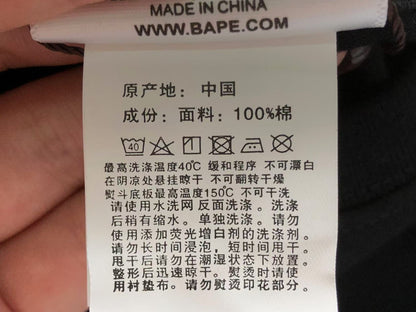 MADE IN CHINA
WWW.BAPE.COM
原产地: 中国
成份: 面料: 100%棉
40
最高洗涤温度40℃ 缓和程序 不可漂白
在阴凉处悬挂晾干 不可翻转干燥
熨斗底板最高温度150℃ 不可干洗
请使用水洗网反面洗涤。洗涤
后稍有缩水。单独洗涤。请勿
使用添加荧光增白剂的洗涤剂。
请勿长时间浸泡，短时间甩干。
甩干后请勿在潮湿状态下放置。
整形后迅速晾干。熨烫时请使
用衬垫布。请勿熨烫印花部分。